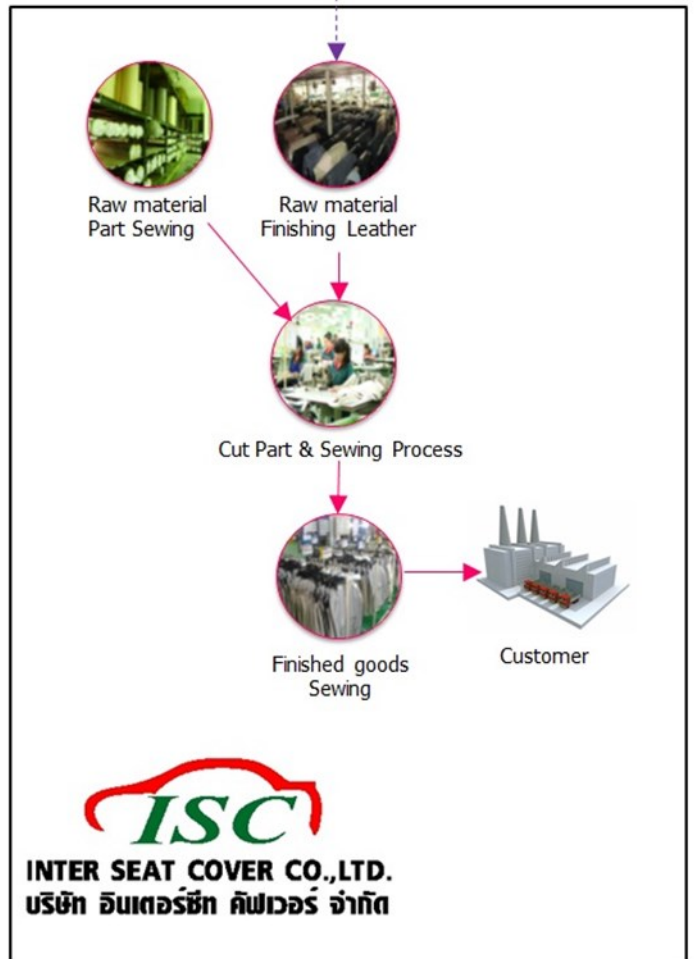 Raw material
Part Sewing
Raw material
Finishing Leather
Cut Part & Sewing Process
Finished goods
Sewing
Customer
ISC
INTER SEAT COVER CO.,LTD.
บริษัท อินเตอร์ซีท คัฟเวอร์ จำกัด